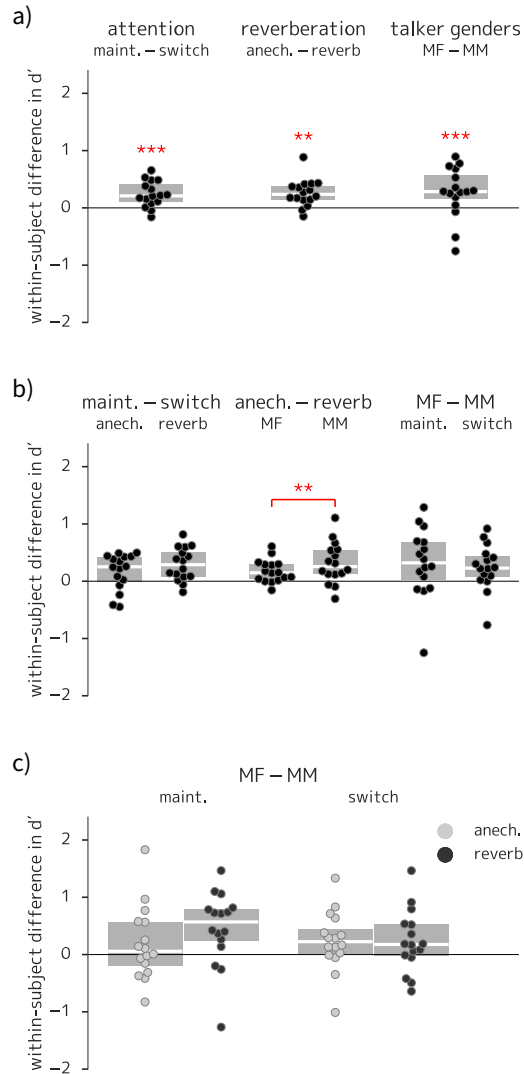 a)
attention reverberation talker genders
maint. – switch anech. – reverb MF – MM
within-subject difference in d′
2
1
0
−1
−2
*** ** ***
b)
maint. – switch anech. – reverb MF – MM
anech. reverb MF MM maint. switch
within-subject difference in d′
2
1
0
−1
−2
**
c)
MF – MM
maint. switch
anech.
reverb
within-subject difference in d′
2
1
0
−1
−2